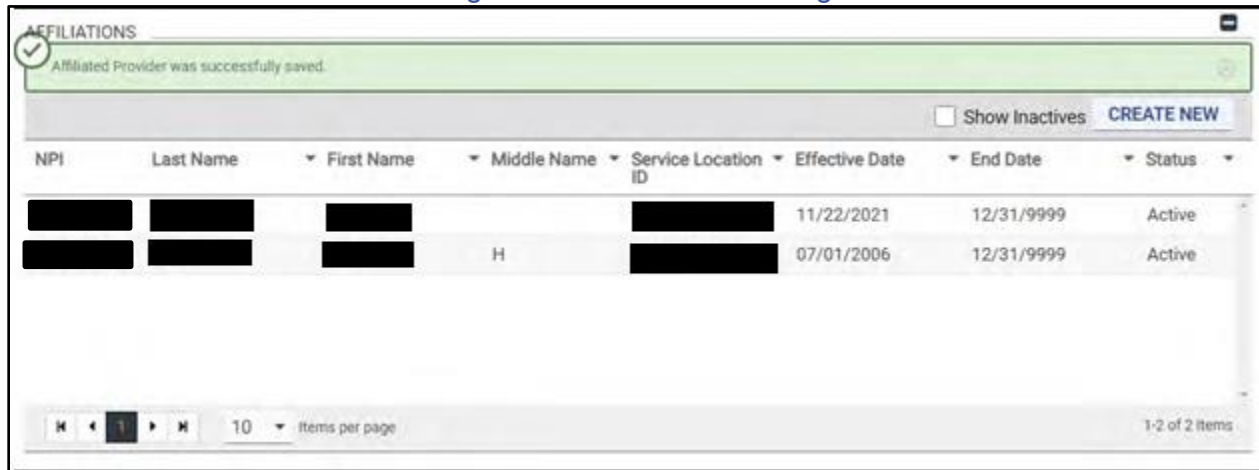 AFFILIATIONS
Affiliated Provider was successfully saved.
Show Inactives CREATE NEW
NPI Last Name First Name Middle Name Service Location ID Effective Date End Date Status
11/22/2021 12/31/9999 Active
H 07/01/2006 12/31/9999 Active
1 10 Items per page 1-2 of 2 Items